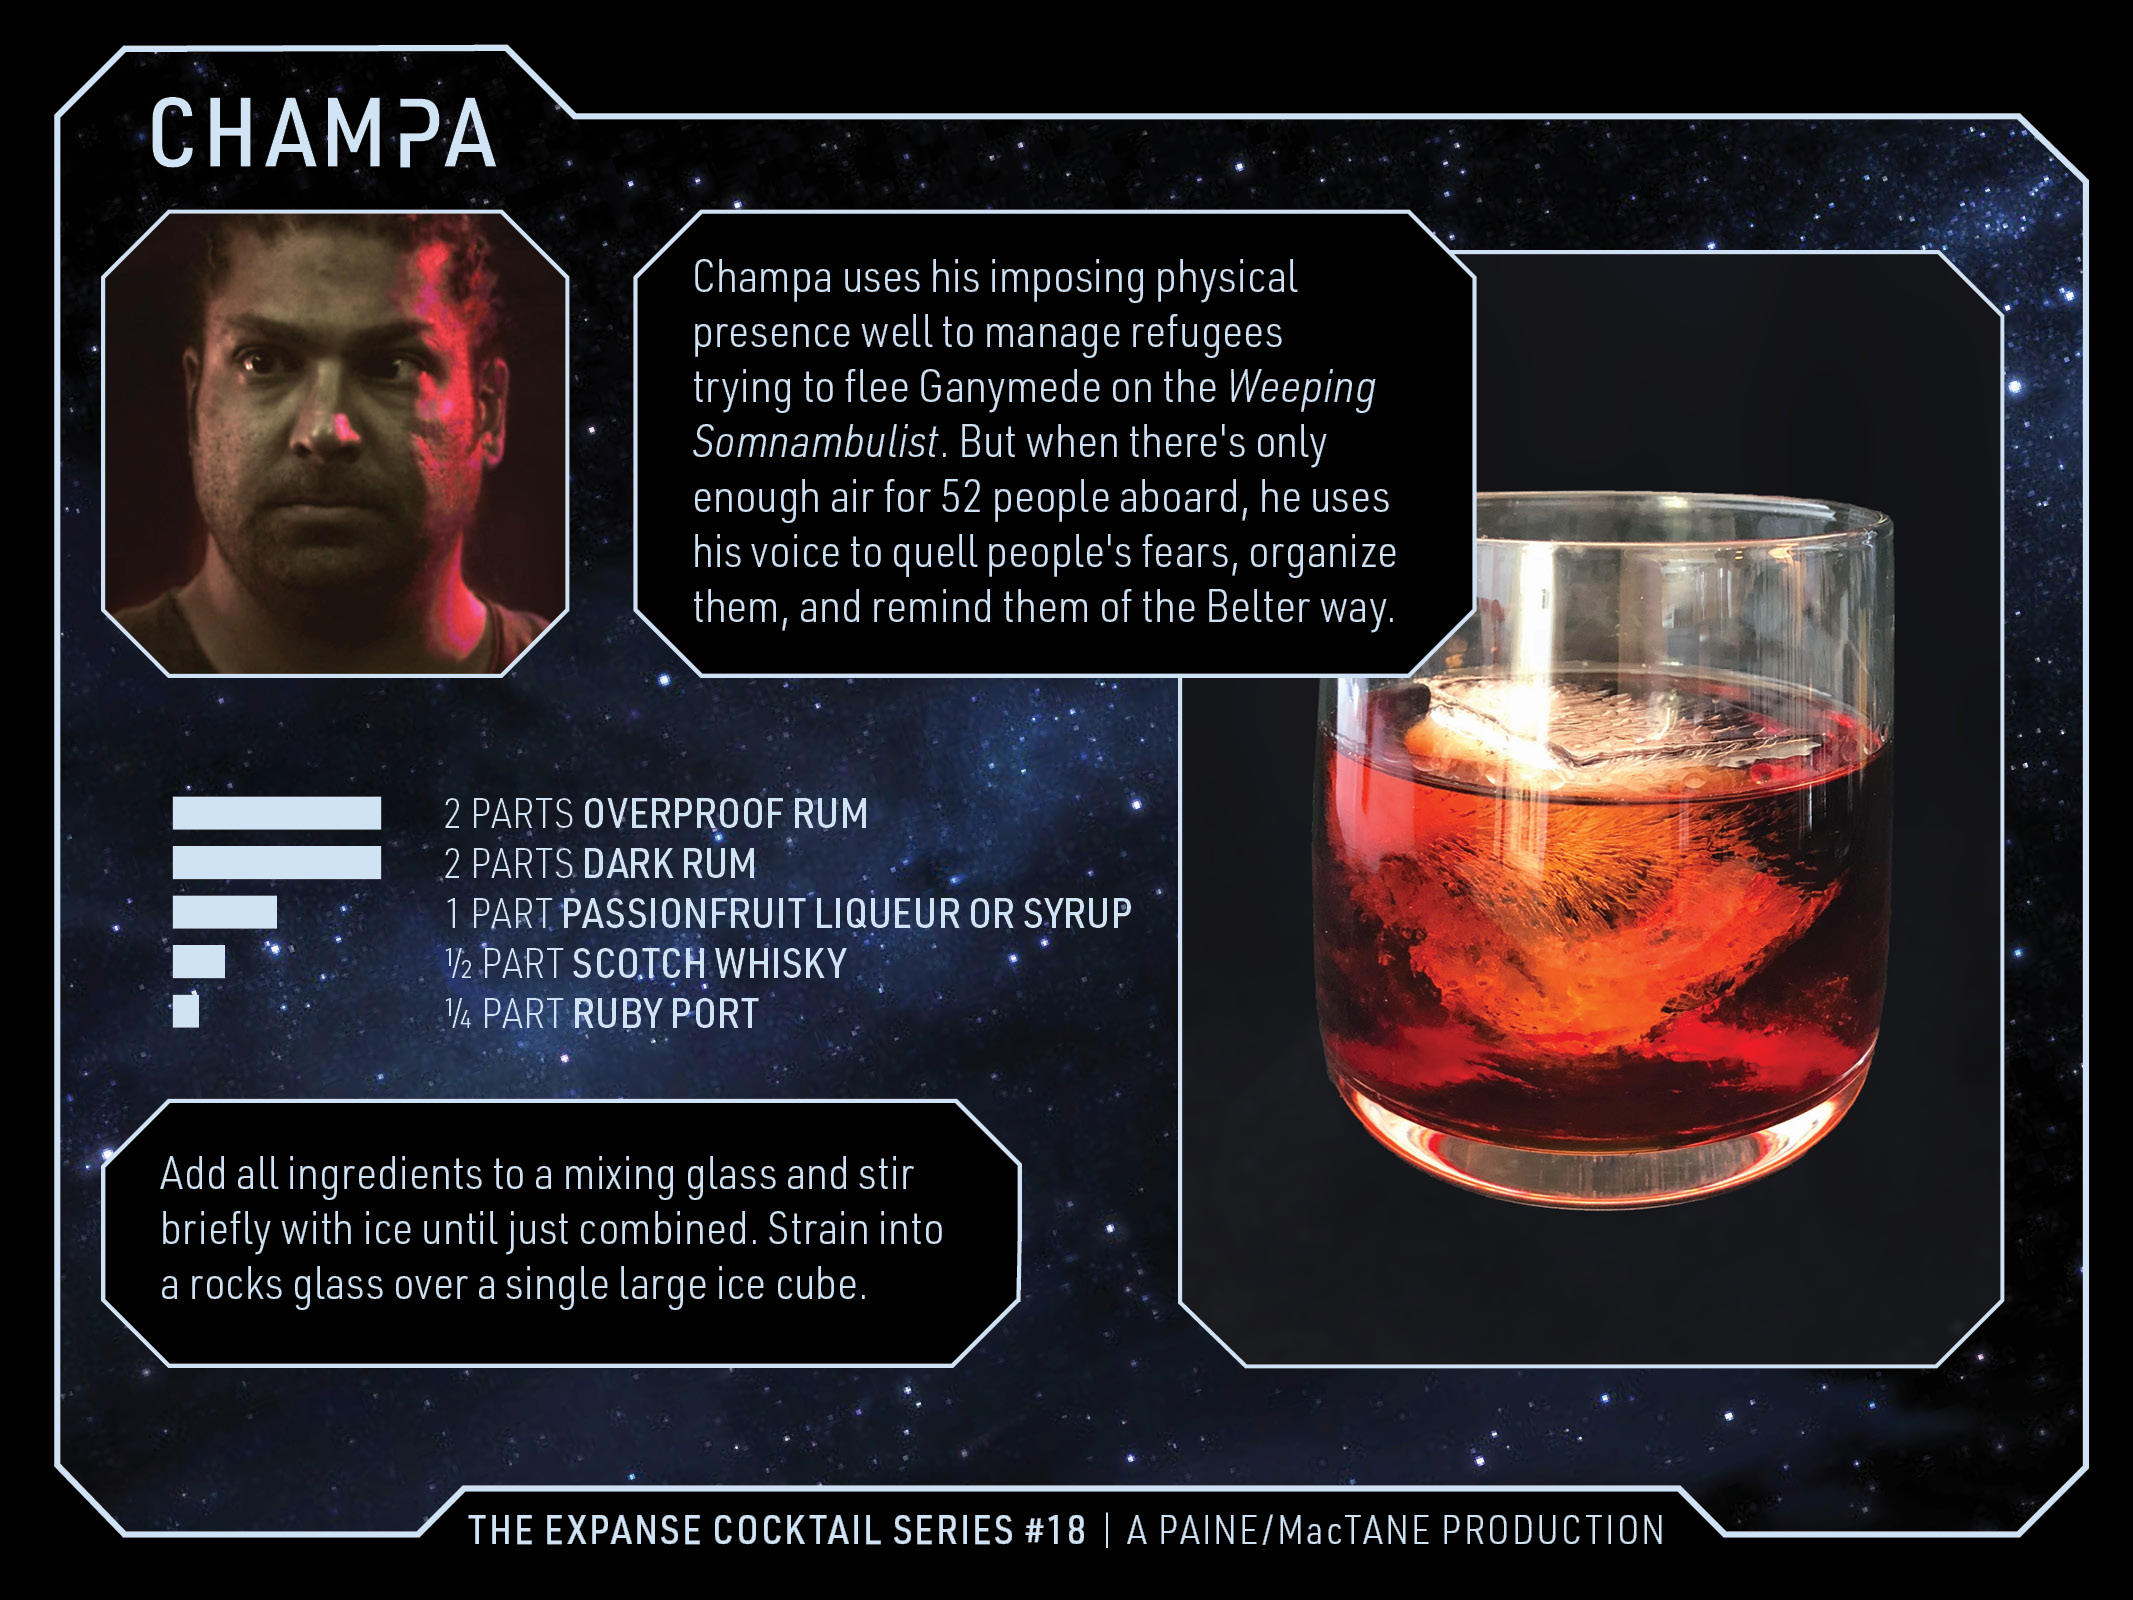 CHAMPA
Champa uses his imposing physical
presence well to manage refugees
trying to flee Ganymede on the Weeping
Somnambulist. But when there's only
enough air for 52 people aboard, he uses
his voice to quell people's fears, organize
them, and remind them of the Belter way.
2 PARTS OVERPROOF RUM
2 PARTS DARK RUM
1 PART PASSIONFRUIT LIQUEUR OR SYRUP
½ PART SCOTCH WHISKY
¼ PART RUBY PORT
Add all ingredients to a mixing glass and stir
briefly with ice until just combined. Strain into
a rocks glass over a single large ice cube.
THE EXPANSE COCKTAIL SERIES #18 | A PAINE/MacTANE PRODUCTION